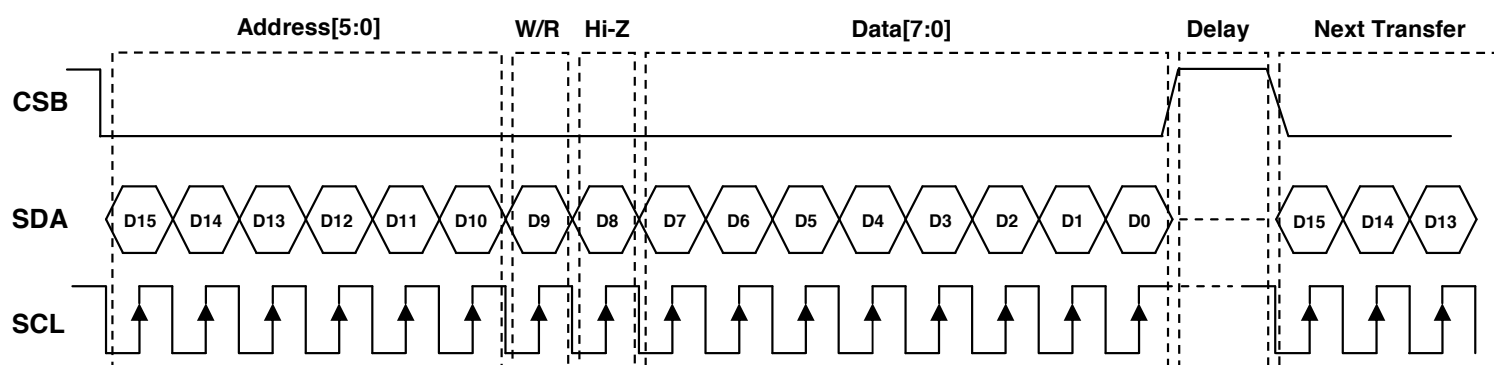 Address[5:0] W/R Hi-Z Data[7:0] Delay Next Transfer
CSB
SDA D15 D14 D13 D12 D11 D10 D9 D8 D7 D6 D5 D4 D3 D2 D1 D0 D15 D14 D13
SCL